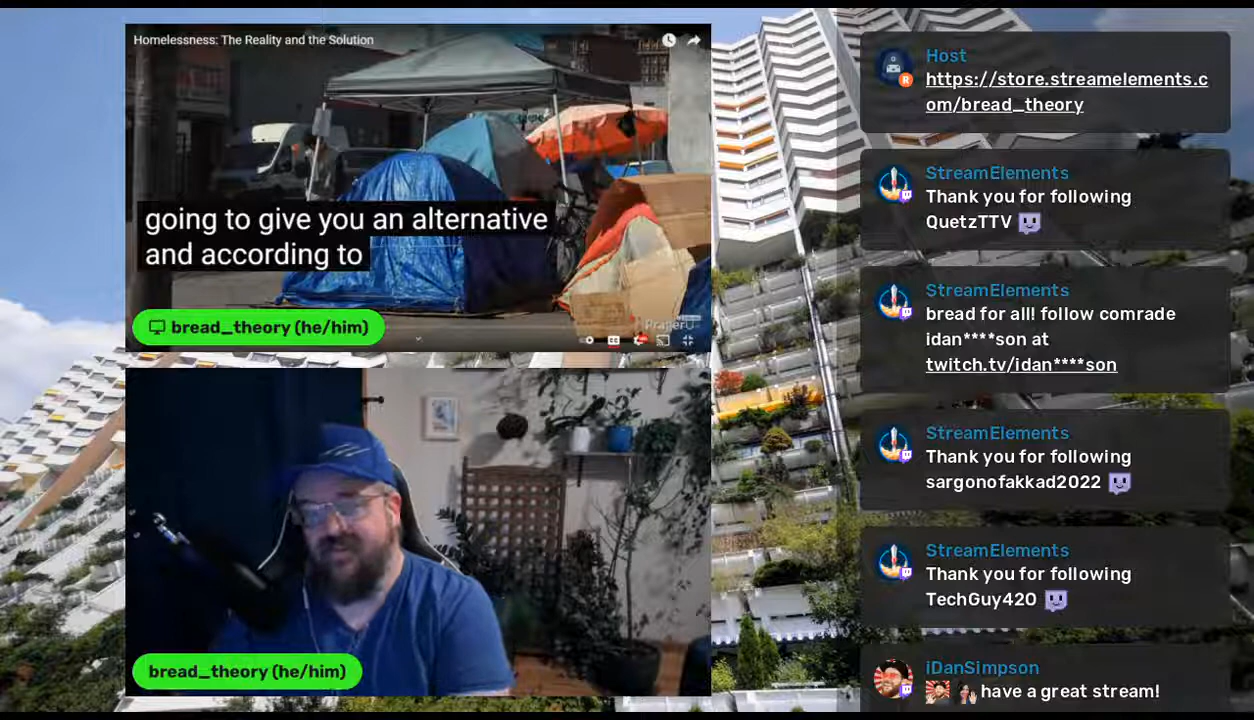 Homelessness: The Reality and the Solution
going to give you an alternative
and according to
PragerU
bread_theory (he/him)
bread_theory (he/him)
Host
https://store.streamelements.c
om/bread_theory
StreamElements
Thank you for following
QuetzTTV
StreamElements
bread for all! follow comrade
idan****son at
twitch.tv/idan****son
StreamElements
Thank you for following
sargonofakkad2022
StreamElements
Thank you for following
TechGuy420
iDanSimpson
have a great stream!